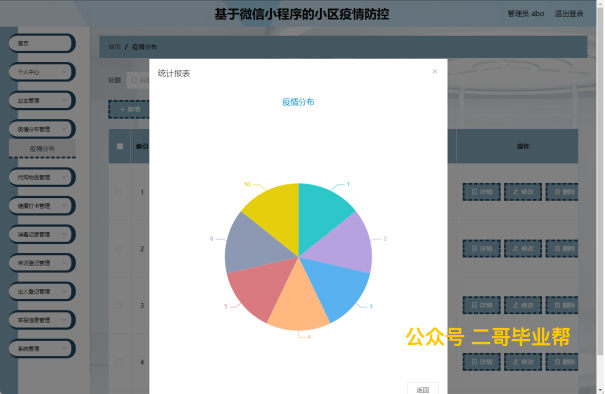 基于微信小程序的小区疫情防控
管理员 abo 退出登录
首页
个人中心
业主管理
疫情分布管理
疫情分布
代购物品管理
健康打卡管理
消毒记录管理
来访登记管理
出入登记管理
举报信息管理
系统管理
首页 / 疫情分布
标题
新增
索引
操作
统计报表
×
疫情分布
50
1
6
2
5
3
4
1
详情 修改 删除
2
详情 修改 删除
3
详情 修改 删除
4
详情 修改 删除
公众号 二哥毕业帮
返回